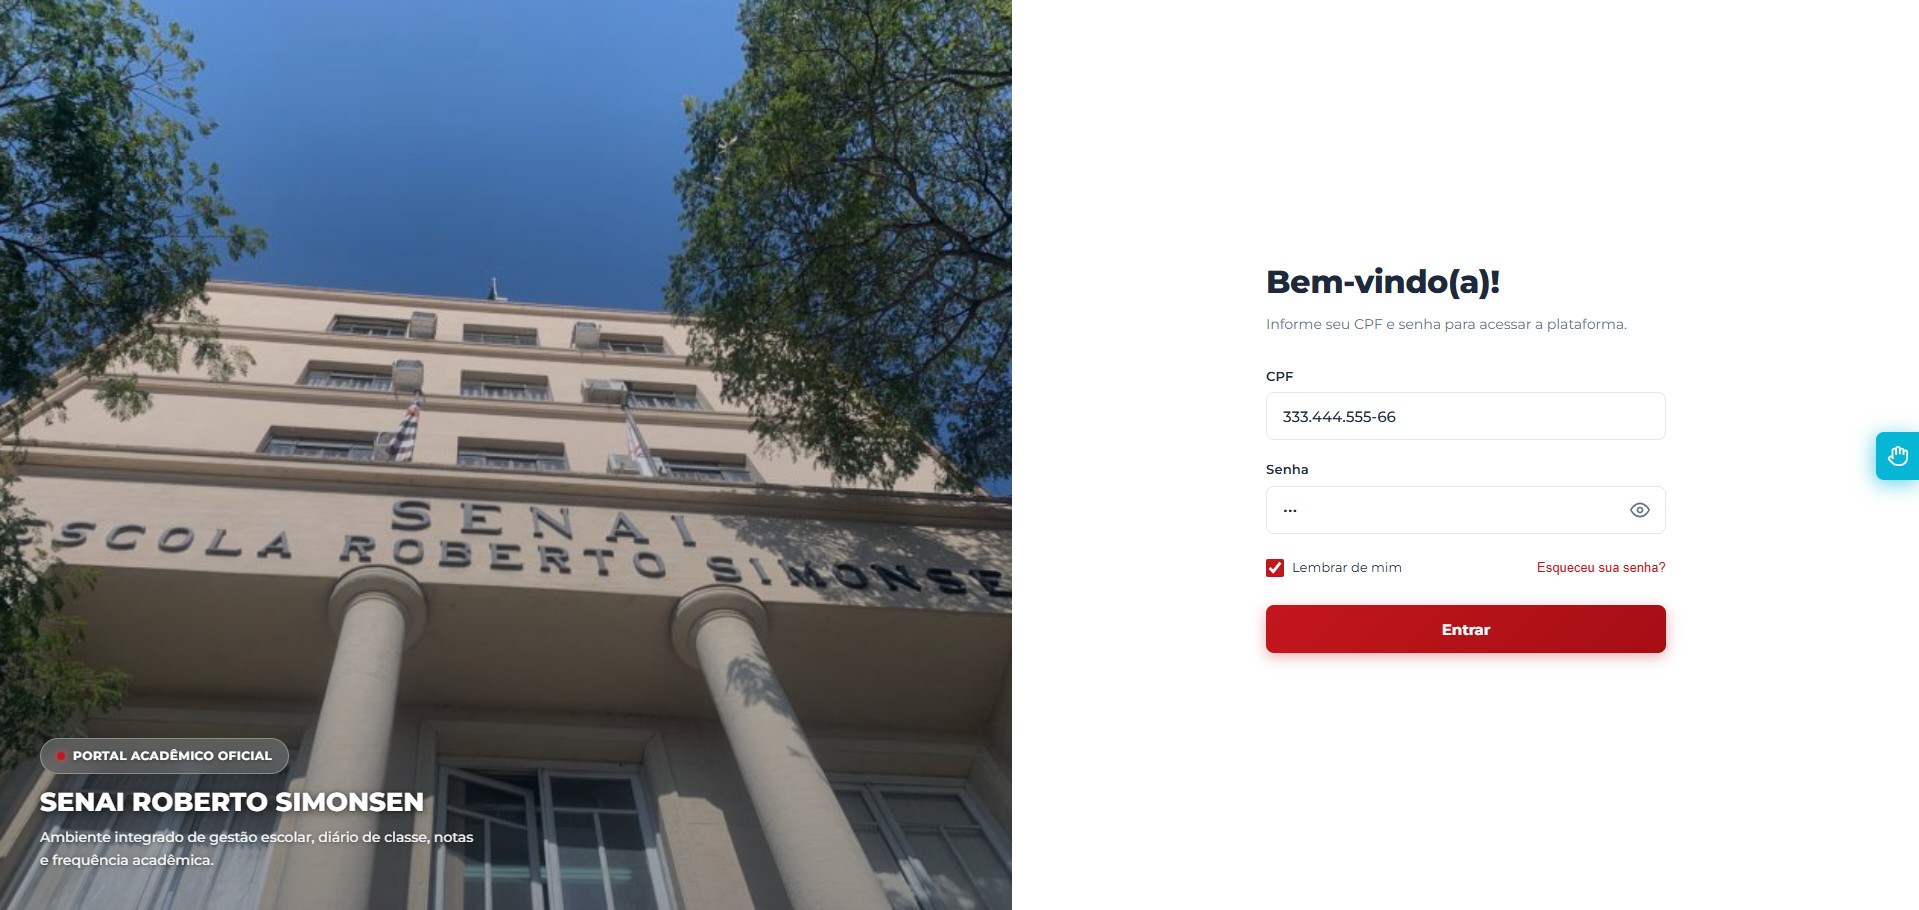 SENAI
ESCOLA ROBERTO SIMONSE
PORTAL ACADÊMICO OFICIAL
SENAI ROBERTO SIMONSEN
Ambiente integrado de gestão escolar, diário de classe, notas
e frequência acadêmica.
Bem-vindo(a)!
Informe seu CPF e senha para acessar a plataforma.
CPF
333.444.555-66
Senha
•••
Lembrar de mim
Esqueceu sua senha?
Entrar